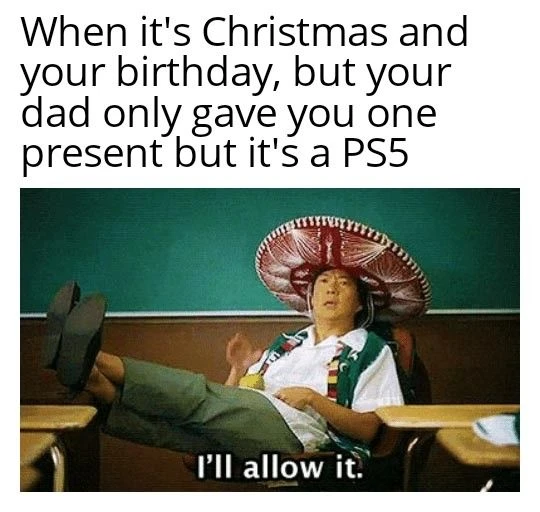 When it's Christmas and
your birthday, but your
dad only gave you one
present but it's a PS5
I'll allow it.